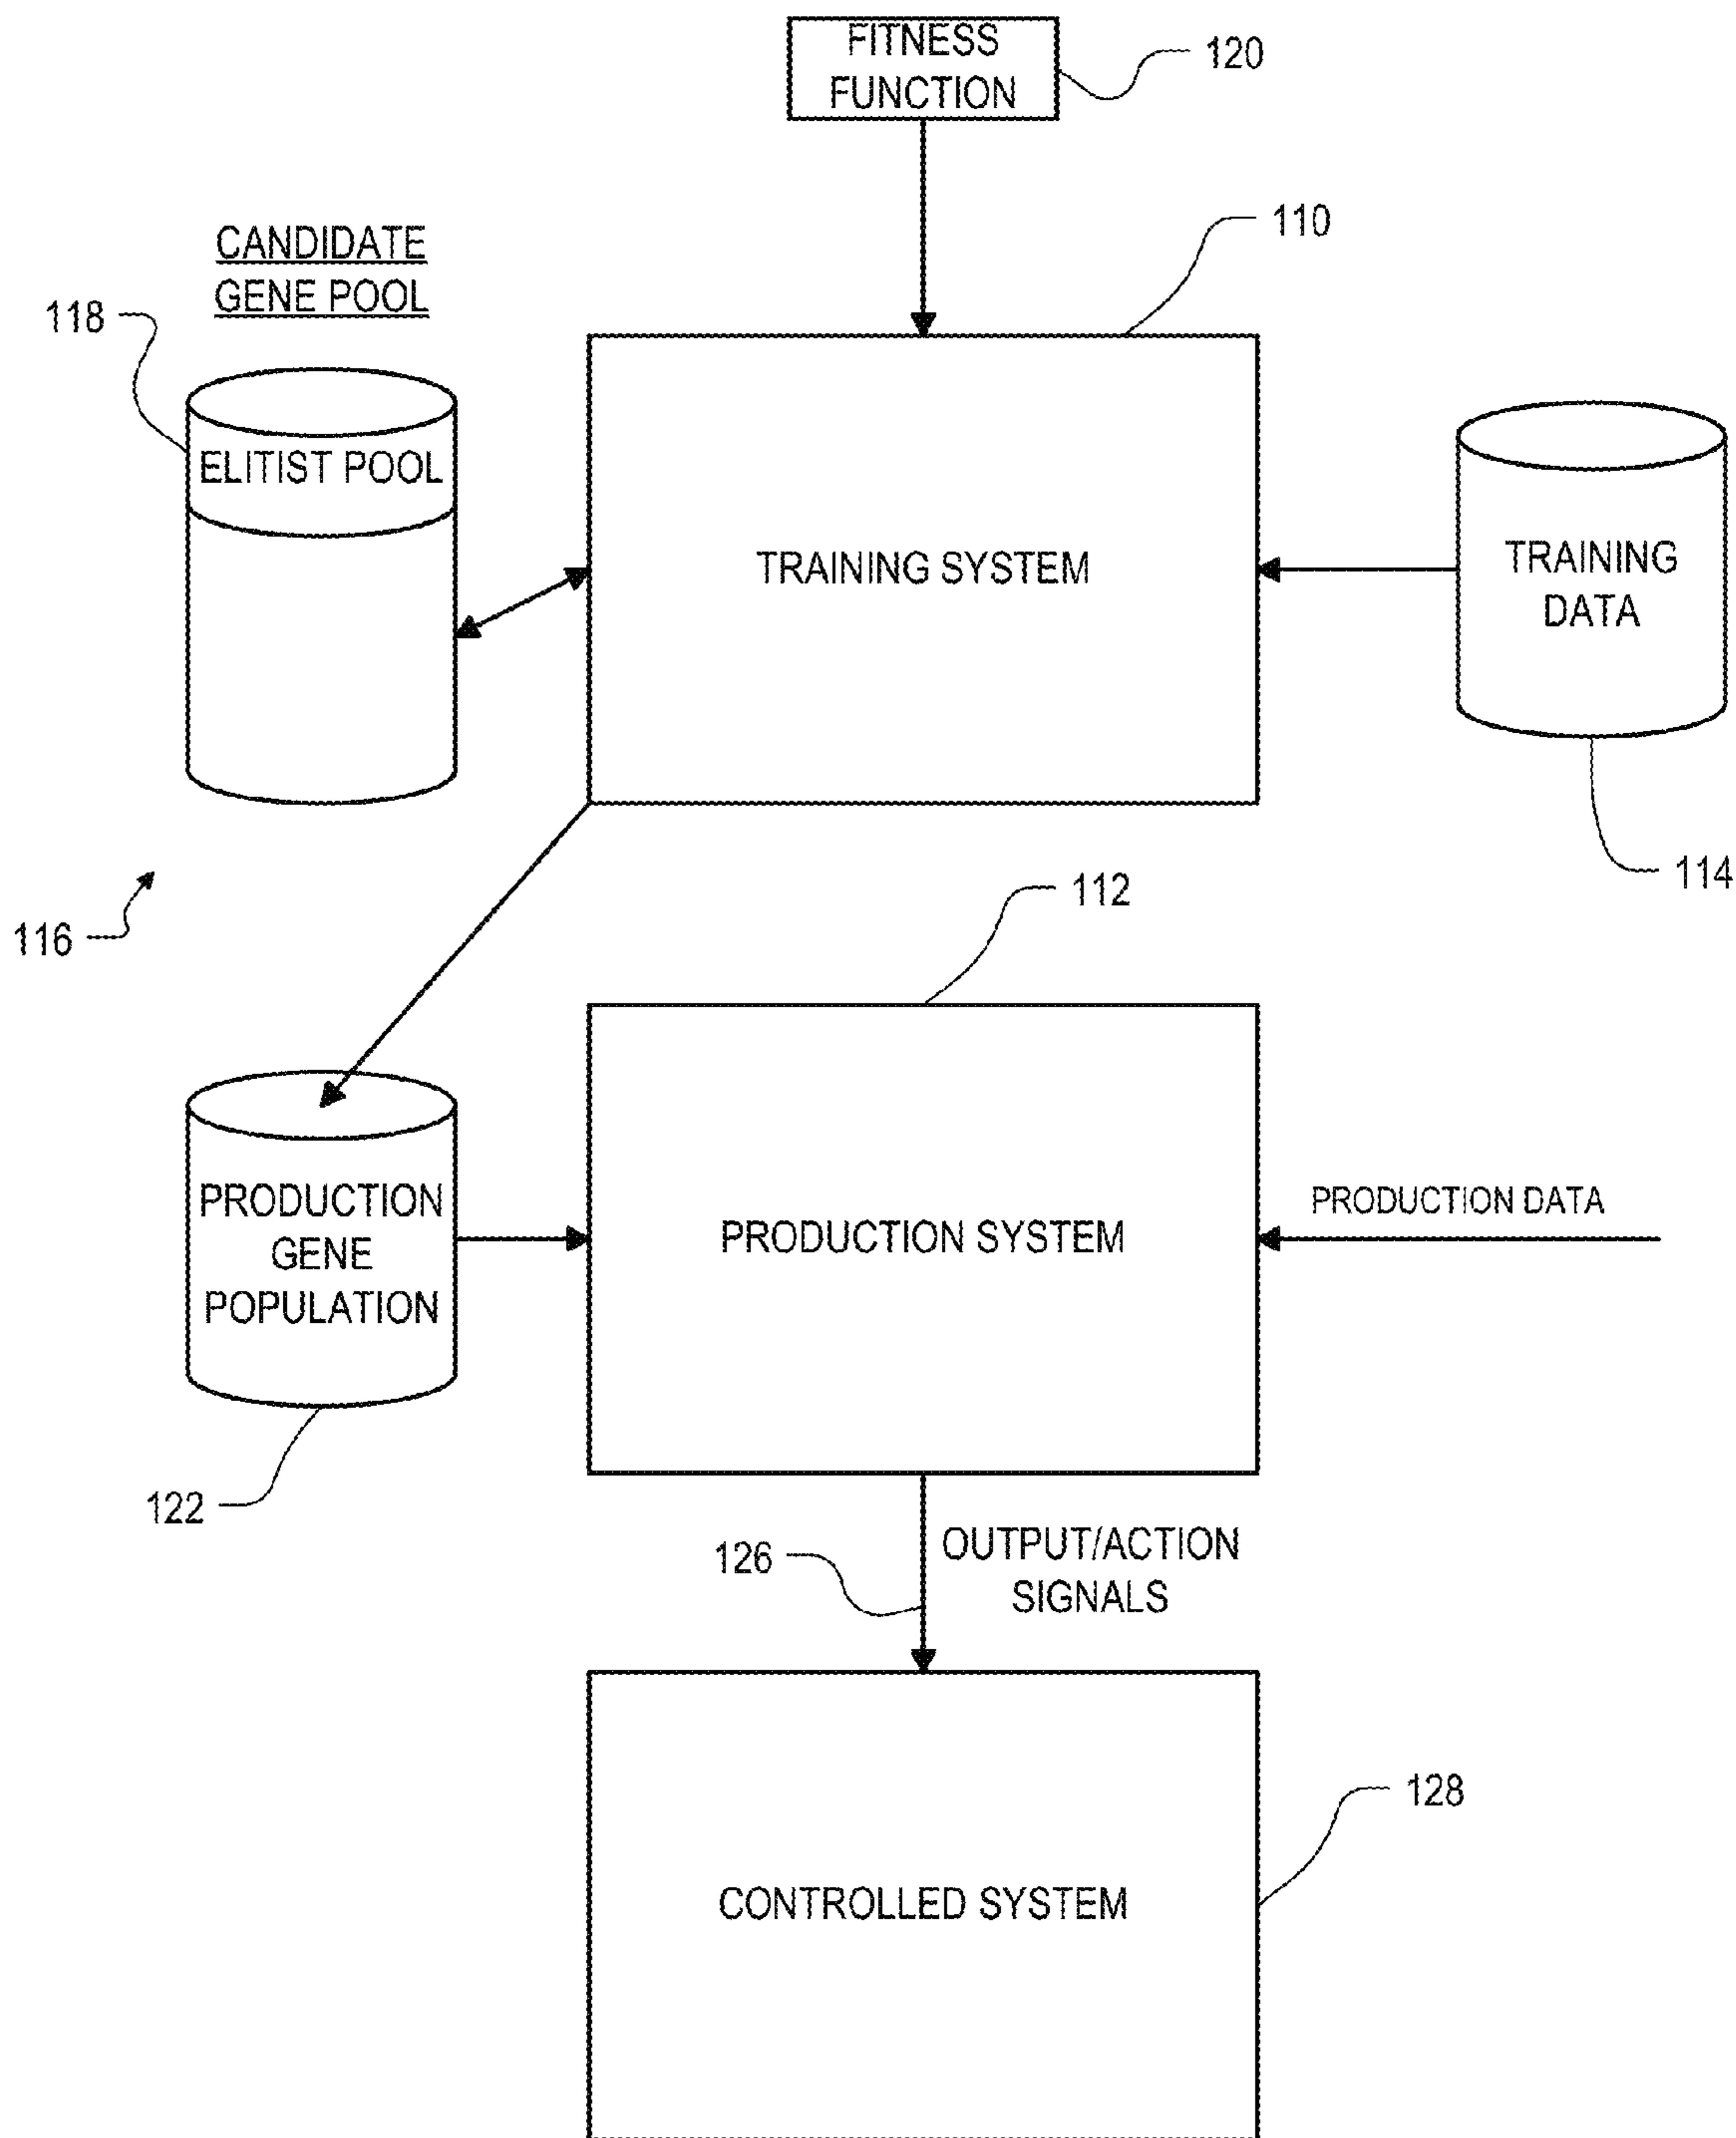 FITNESS
FUNCTION
120
110
CANDIDATE
GENE POOL
118
ELITIST POOL
TRAINING SYSTEM
TRAINING
DATA
114
116
112
PRODUCTION
GENE
POPULATION
PRODUCTION SYSTEM
PRODUCTION DATA
122
126
OUTPUT/ACTION
SIGNALS
128
CONTROLLED SYSTEM